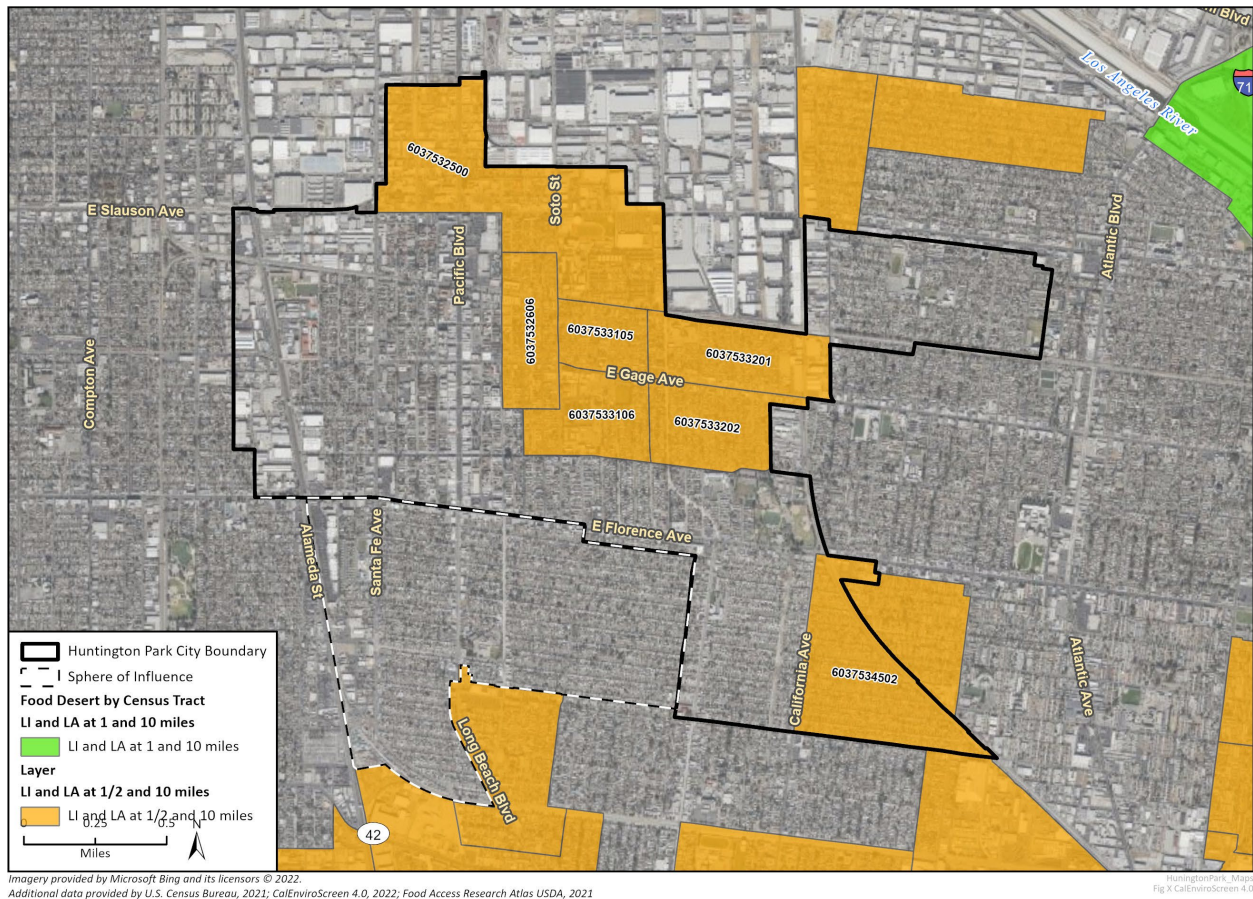 ni Blvd
Los Angeles River
71
6037532500
E Slauson Ave
Soto St
Pacific Blvd
Atlantic Blvd
Compton Ave
6037532606
6037533105
6037533201
E Gage Ave
6037533106
6037533202
E Florence Ave
Alameda St
Santa Fe Ave
California Ave
6037534502
Atlantic Ave
Long Beach Blvd
42
Huntington Park City Boundary
Sphere of Influence
Food Desert by Census Tract
LI and LA at 1 and 10 miles
LI and LA at 1 and 10 miles
Layer
LI and LA at 1/2 and 10 miles
LI and LA at 1/2 and 10 miles
0 0.25 0.5 N
Miles
Imagery provided by Microsoft Bing and its licensors © 2022.
Additional data provided by U.S. Census Bureau, 2021; CalEnviroScreen 4.0, 2022; Food Access Research Atlas USDA, 2021
HuningtonPark_Maps
Fig X CalEnviroScreen 4.0